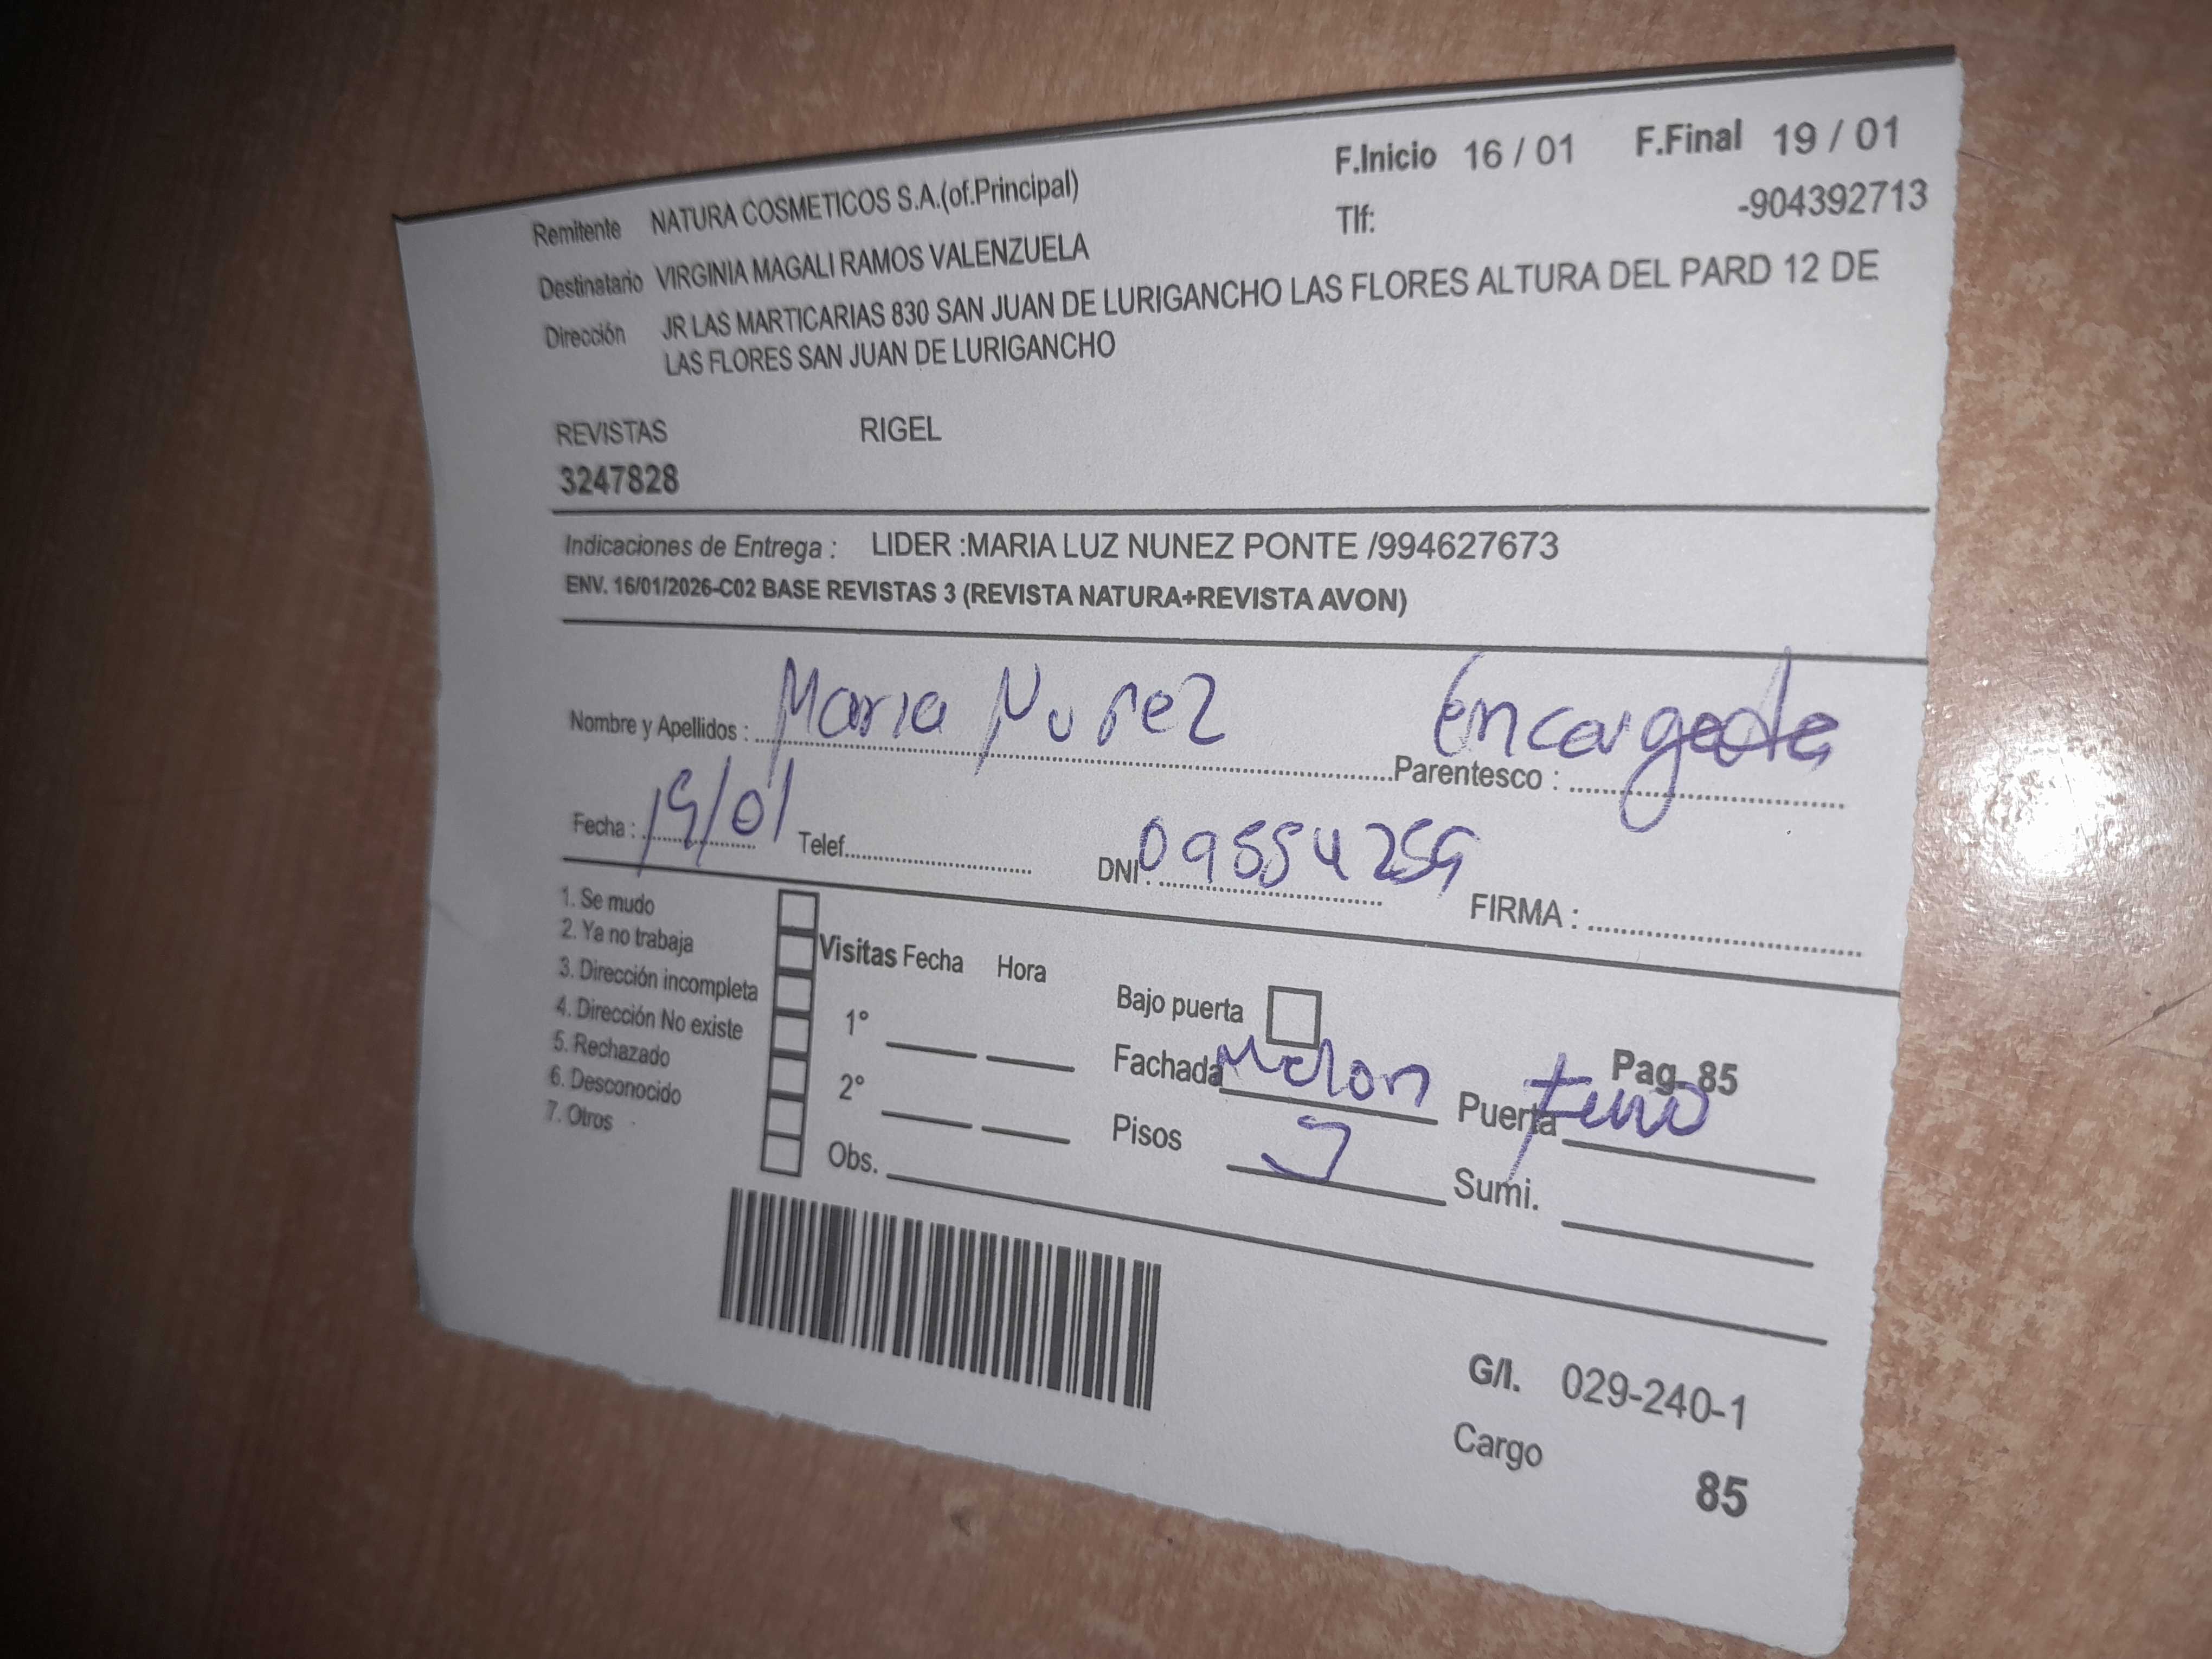 F.Inicio 16 / 01 F.Final 19 / 01
Remitente NATURA COSMETICOS S.A.(of.Principal) Tlf: -904392713
Destinatario VIRGINIA MAGALI RAMOS VALENZUELA
Dirección JR LAS MARTICARIAS 830 SAN JUAN DE LURIGANCHO LAS FLORES ALTURA DEL PARD 12 DE
LAS FLORES SAN JUAN DE LURIGANCHO
REVISTAS RIGEL
3247828
Indicaciones de Entrega : LIDER :MARIA LUZ NUNEZ PONTE /994627673
ENV. 16/01/2026-C02 BASE REVISTAS 3 (REVISTA NATURA+REVISTA AVON)
Nombre y Apellidos : Maria Nuñez Parentesco : Encargada
Fecha : 19/01 Telef. DNI. 09554259 FIRMA :
1. Se mudo
2. Ya no trabaja
3. Dirección incompleta
4. Dirección No existe
5. Rechazado
6. Desconocido
7. Otros
Visitas Fecha Hora
1°
2°
Obs.
Bajo puerta
Pag. 85
Fachada Melon Puerta
Pisos Sumi.
G/I. 029-240-1
Cargo
85